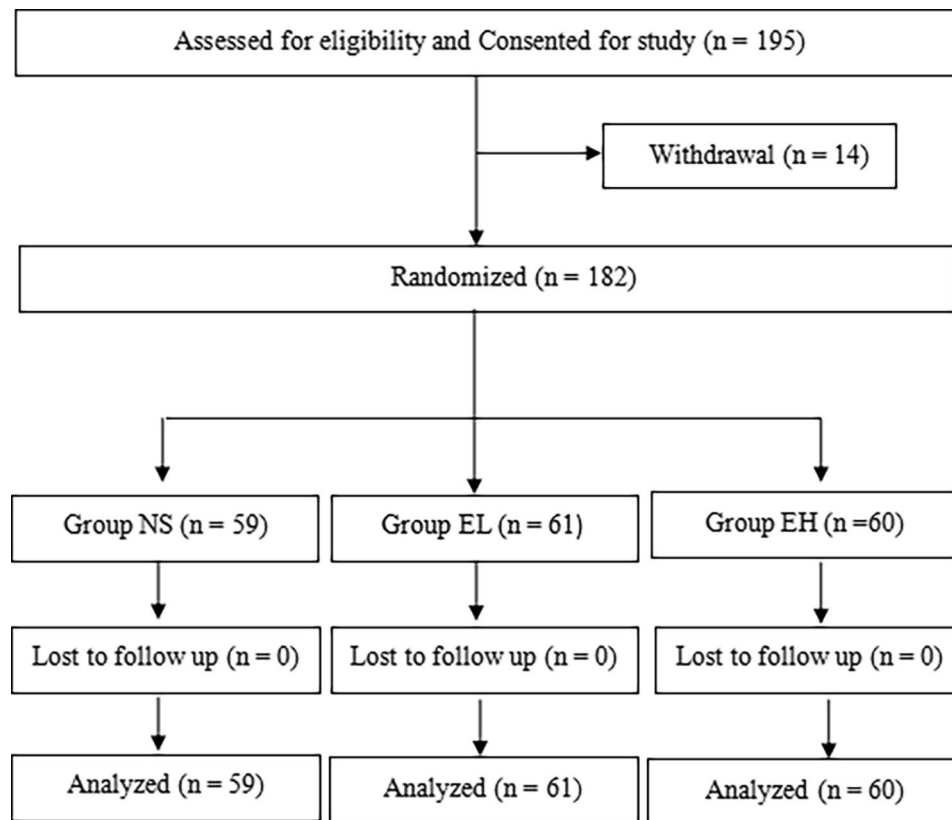 Assessed for eligibility and Consented for study (n = 195)
Withdrawal (n = 14)
Randomized (n = 182)
Group NS (n = 59)
Group EL (n = 61)
Group EH (n =60)
Lost to follow up (n = 0)
Lost to follow up (n = 0)
Lost to follow up (n = 0)
Analyzed (n = 59)
Analyzed (n = 61)
Analyzed (n = 60)